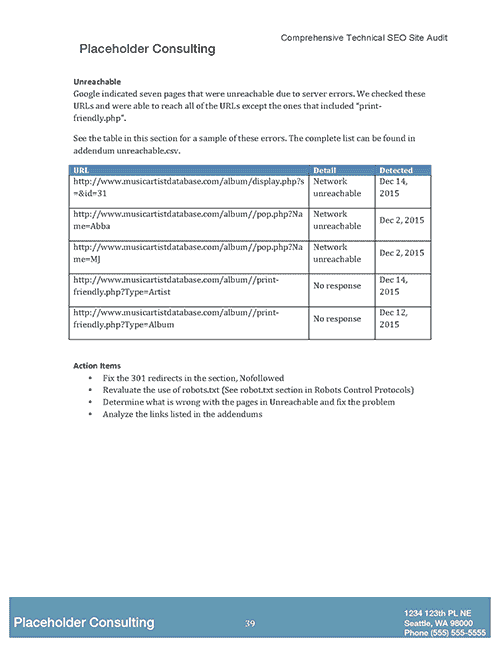 Comprehensive Technical SEO Site Audit
Placeholder Consulting
Unreachable
Google indicated seven pages that were unreachable due to server errors. We checked these
URLs and were able to reach all of the URLs except the ones that included “print-
friendly.php”.
See the table in this section for a sample of these errors. The complete list can be found in
addendum unreachable.csv.
URL Detail Detected
http://www.musicartistdatabase.com/album/display.php?s Network Dec 14,
=&id=31 unreachable 2015
http://www.musicartistdatabase.com/album//pop.php?Na Network
me=Abba unreachable
Dec 2, 2015
http://www.musicartistdatabase.com/album//pop.php?Na Network
me=MJ unreachable
Dec 2, 2015
http://www.musicartistdatabase.com/album//print-
friendly.php?Type=Artist
No response
Dec 14,
2015
http://www.musicartistdatabase.com/album//print-
friendly.php?Type=Album
No response
Dec 12,
2015
Action Items
• Fix the 301 redirects in the section, Nofollowed
• Revaluate the use of robots.txt (See robot.txt section in Robots Control Protocols)
• Determine what is wrong with the pages in Unreachable and fix the problem
• Analyze the links listed in the addendums
Placeholder Consulting
39
1234 123th PL NE
Seattle, WA 98000
Phone (555) 555-5555